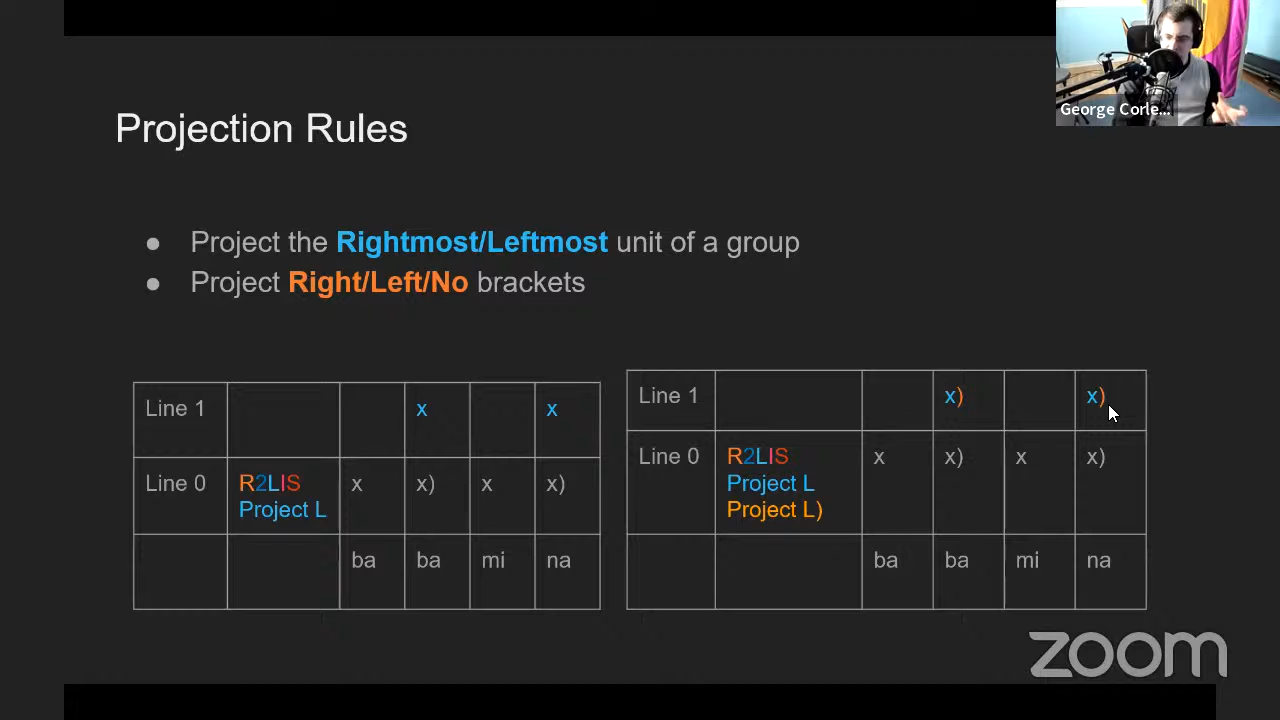 George Corle...
Projection Rules
● Project the Rightmost/Leftmost unit of a group
● Project Right/Left/No brackets
Line 1 x x
Line 0 R2LIS x x) x x)
Project L
ba ba mi na
Line 1 x) x)
Line 0 R2LIS x x) x x)
Project L
Project L)
ba ba mi na
zoom